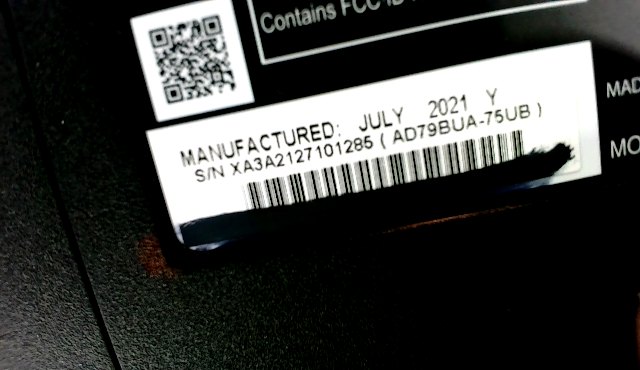 Contains FCC ID
MANUFACTURED: JULY 2021 Y
S/N XA3A2127101285 ( AD79BUA-75UB )
MAD
MO